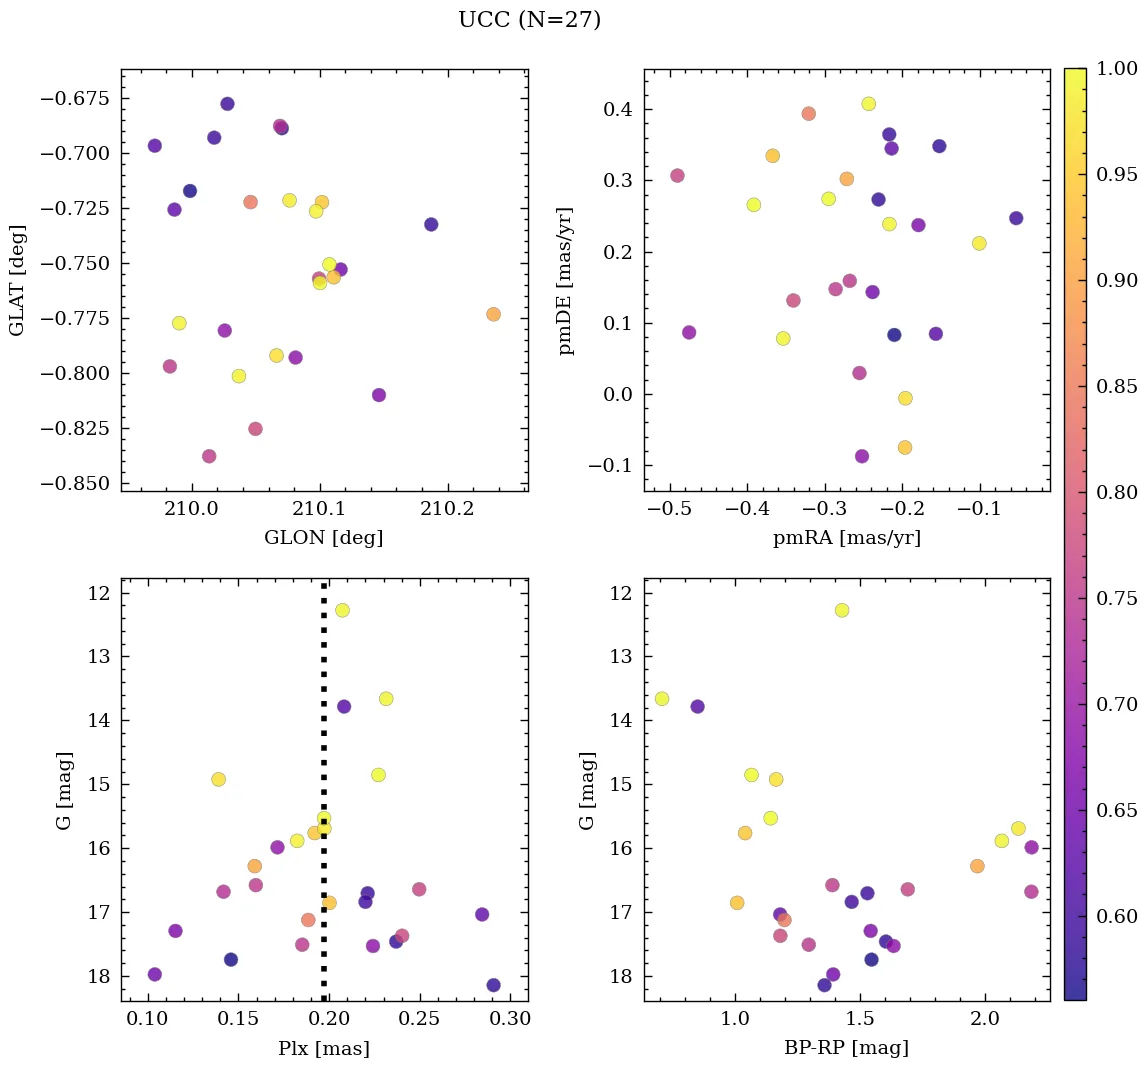 UCC (N=27)
−0.675
−0.700
−0.725
−0.750
−0.775
−0.800
−0.825
−0.850
GLAT [deg]
210.0 210.1 210.2
GLON [deg]
0.4
0.3
0.2
0.1
0.0
−0.1
pmDE [mas/yr]
−0.5 −0.4 −0.3 −0.2 −0.1
pmRA [mas/yr]
12
13
14
15
16
17
18
G [mag]
0.10 0.15 0.20 0.25 0.30
Plx [mas]
12
13
14
15
16
17
18
G [mag]
1.0 1.5 2.0
BP-RP [mag]
1.00
0.95
0.90
0.85
0.80
0.75
0.70
0.65
0.60